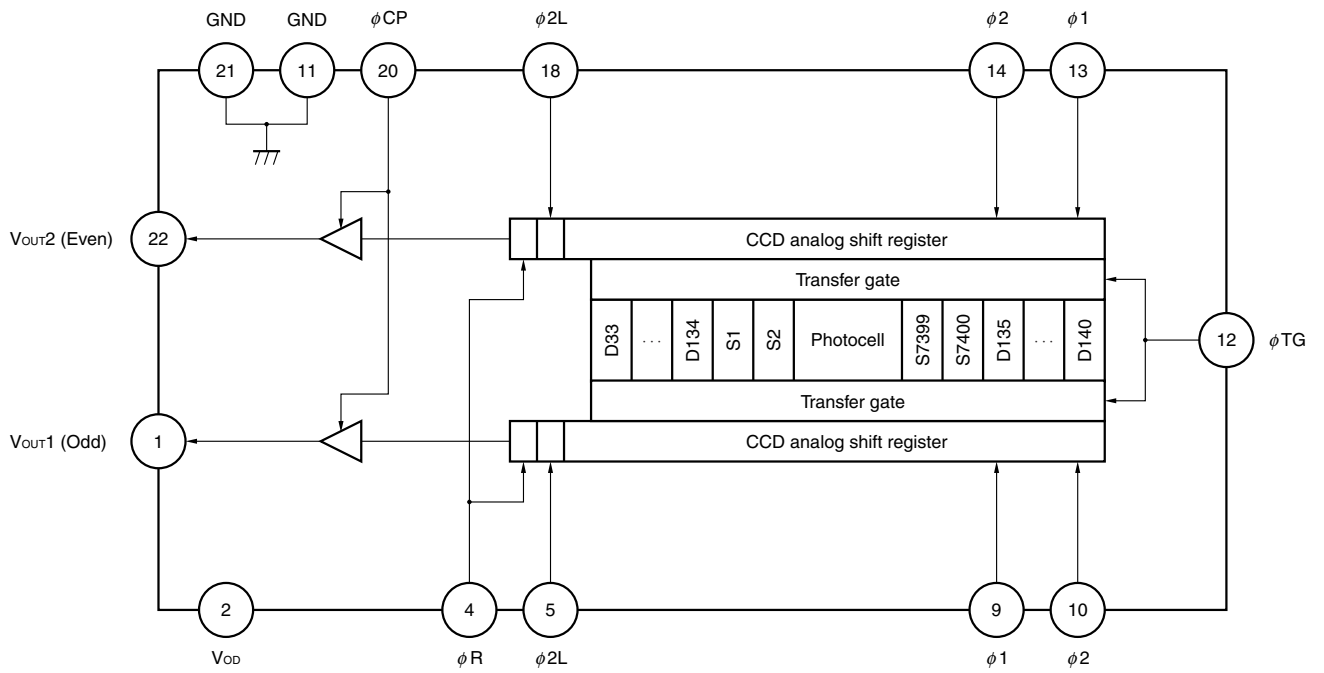 GND GND φCP φ2L φ2 φ1
21 11 20 18 14 13
VOUT2 (Even) 22 CCD analog shift register
Transfer gate
D33 ... D134 S1 S2 Photocell S7399 S7400 D135 ... D140 12 φTG
Transfer gate
VOUT1 (Odd) 1 CCD analog shift register
2 4 5 9 10
VOD φR φ2L φ1 φ2